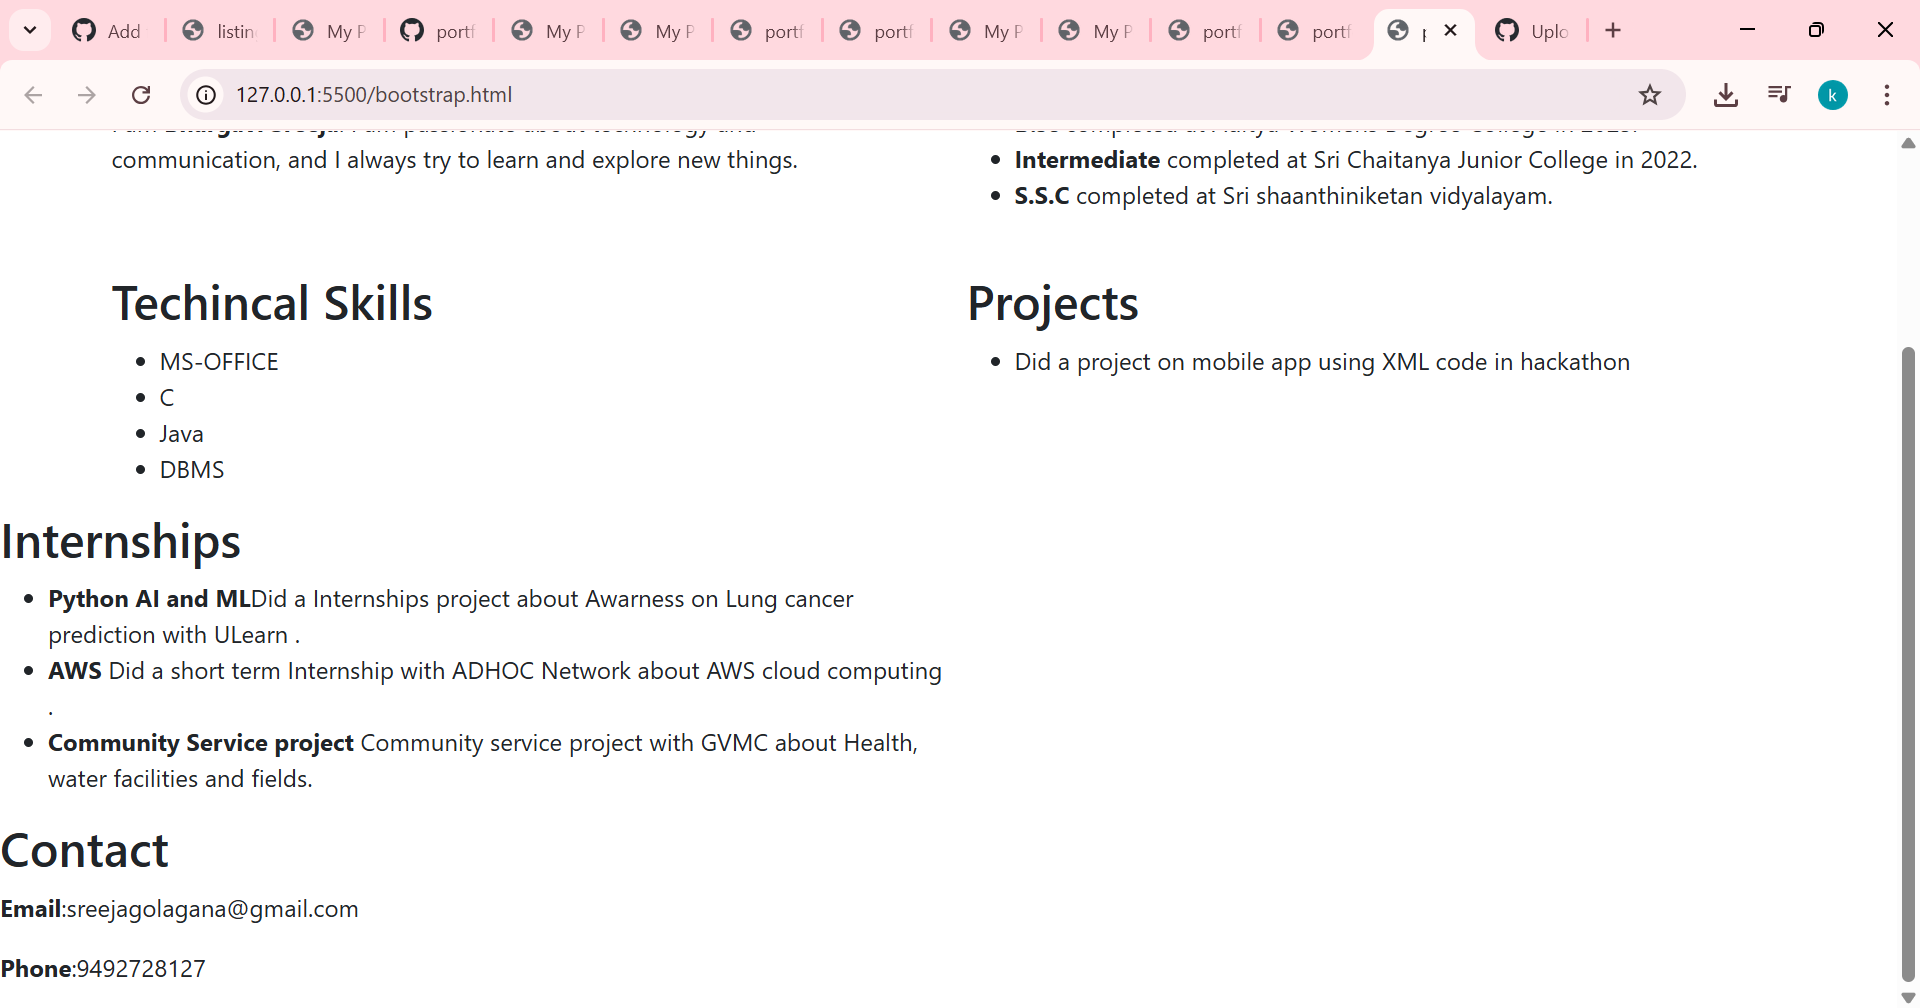 Add
listin
My P
portf
My P
My P
portf
portf
My P
My P
portf
portf
Uplo
127.0.0.1:5500/bootstrap.html
communication, and I always try to learn and explore new things.
Techincal Skills
MS-OFFICE
C
Java
DBMS
Intermediate completed at Sri Chaitanya Junior College in 2022.
S.S.C completed at Sri shaanthiniketan vidyalayam.
Projects
Did a project on mobile app using XML code in hackathon
Internships
Python AI and MLDid a Internships project about Awarness on Lung cancer
prediction with ULearn .
AWS Did a short term Internship with ADHOC Network about AWS cloud computing
.
Community Service project Community service project with GVMC about Health,
water facilities and fields.
Contact
Email:sreejagolagana@gmail.com
Phone:9492728127
k